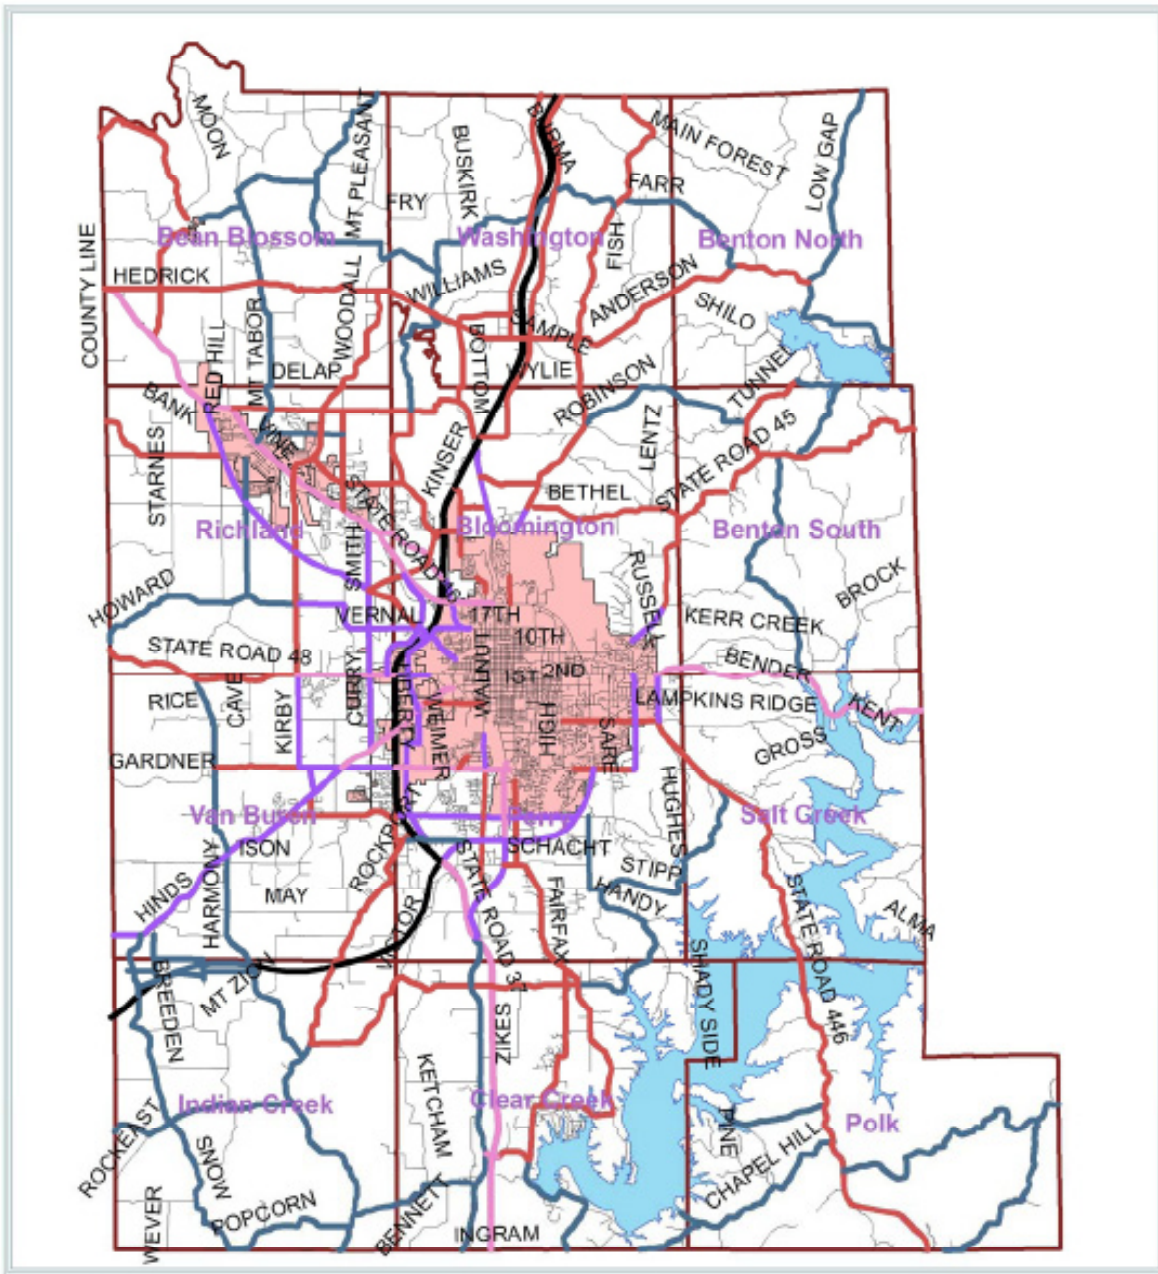 MOON
MT PLEASANT
BUSKIRK
BURMA
MAIN FOREST
LOW GAP
FRY
FARR
Bean Blossom
Washington
Benton North
FISH
COUNTY LINE
HEDRICK
WILLIAMS
ANDERSON
WOODALL
SHILO
MT TABOR
RED HILL
BOTTOM
SAMPLE
DELAP
WYLIE
TUNNEL
BANK
ROBINSON
VINE
LENTZ
STATE ROAD 45
STARNES
KINSER
BETHEL
STATE ROAD 46
Richland
Bloomington
Benton South
SMITH
RUSSELL
BROCK
HOWARD
VERNAL
17TH
KERR CREEK
10TH
STATE ROAD 48
1ST
2ND
BENDER
CURRY
RICE
CAVE
KIRBY
LIBERTY
WEIMER
HIGH
SARE
LAMPKINS RIDGE
KENT
GROSS
GARDNER
HUGHES
Van Buren
Perry
Salt Greek
ROCKPORT
ISON
SCHACHT
HARMONY
STIPP
MAY
HINDS
HANDY
STATE ROAD 37
FAIRFAX
VICTOR
ALMA
STATE ROAD 446
SHADY SIDE
BREEDEN
MT ZION
ZIKES
KETCHAM
Indian Creek
Clear Creek
Polk
ROCKEAST
PINE
SNOW
CHAPEL HILL
POPCORN
WEVER
BENNETT
INGRAM